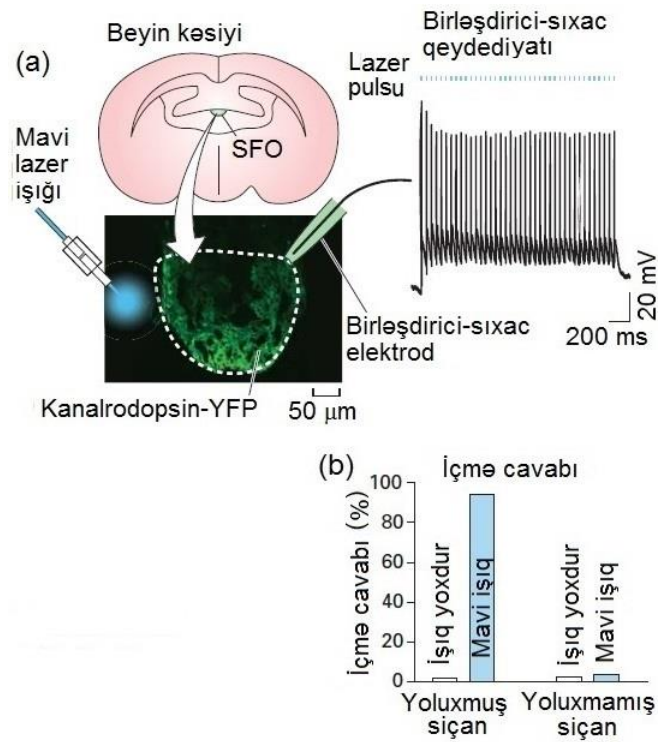 (a)
Beyin kəsiyi
SFO
Mavi
lazer
işığı
Birləşdirici-sıxac
qeydediyatı
Lazer
pulsu
20 mV
200 ms
Birləşdirici-sıxac
elektrod
Kanalrodopsin-YFP
50 μm
(b)
İçmə cavabı
İçmə cavabı (%)
100
80
60
40
20
0
İşıq yoxdur
Mavi işıq
İşıq yoxdur
Mavi işıq
Yoluxmuş
siçan
Yoluxmamış
siçan